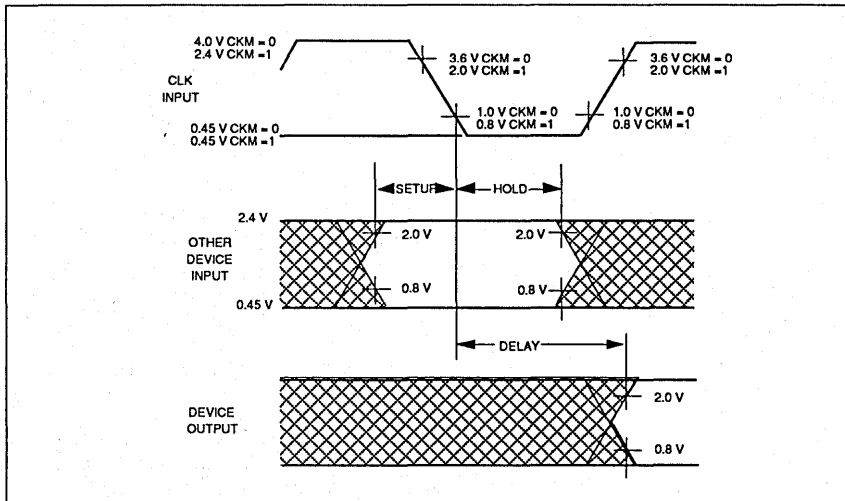 4.0 V CKM = 0
2.4 V CKM =1
3.6 V CKM = 0
2.0 V CKM =1
3.6 V CKM = 0
2.0 V CKM =1
CLK
INPUT
1.0 V CKM = 0
0.8 V CKM =1
1.0 V CKM = 0
0.8 V CKM =1
0.45 V CKM = 0
0.45 V CKM =1
SETUP
HOLD
2.4 V
2.0 V
2.0 V
OTHER
DEVICE
INPUT
0.8 V
0.8 V
0.45 V
DELAY
2.0 V
DEVICE
OUTPUT
0.8 V